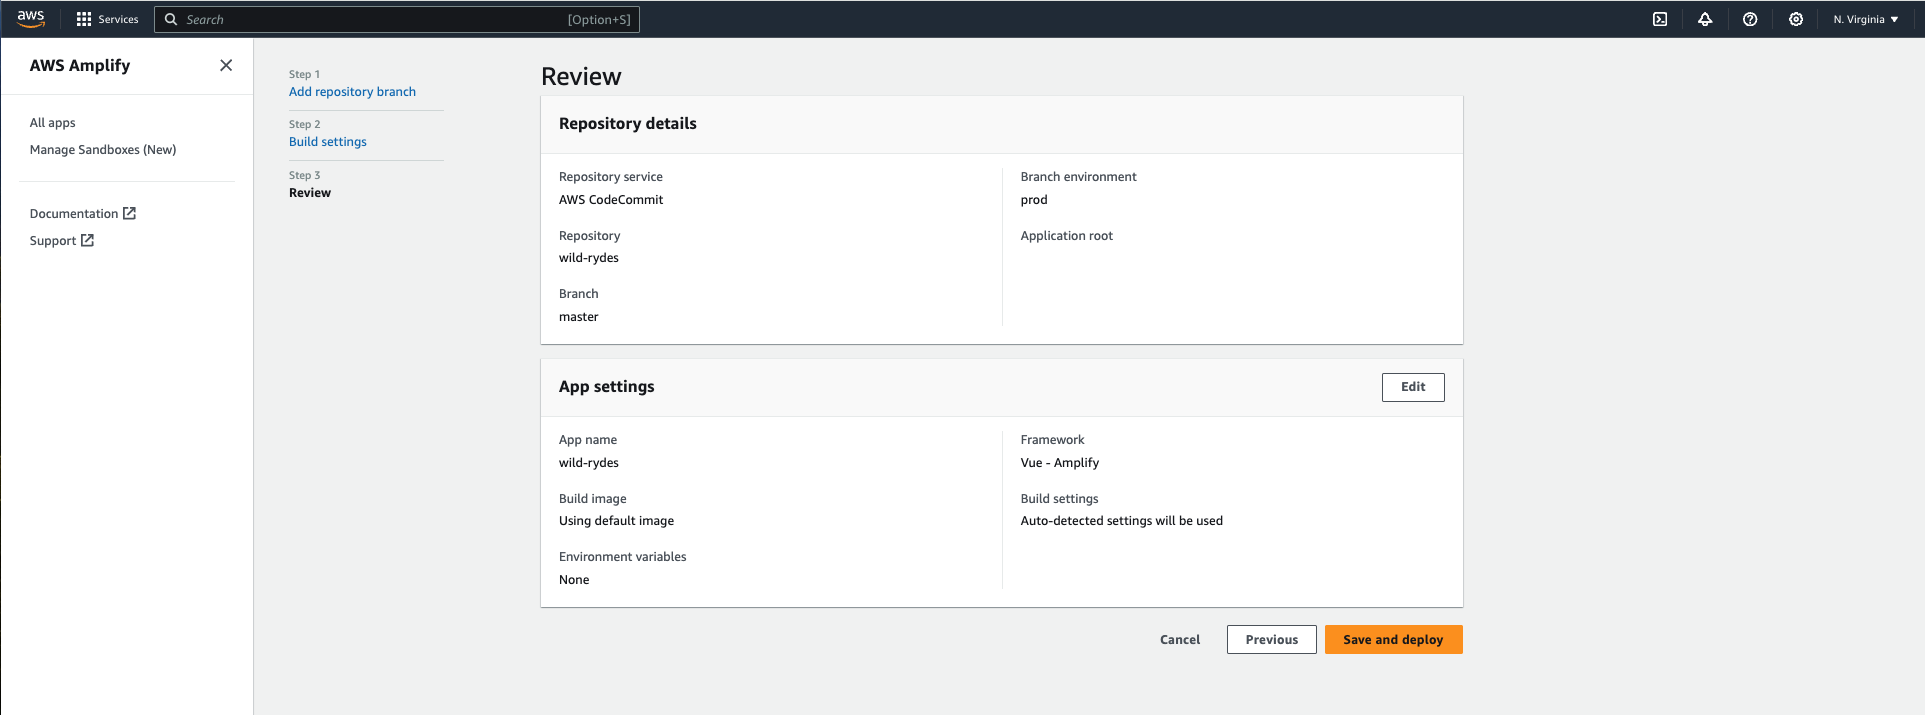 aws
Services
Search
[Option+S]
N. Virginia
AWS Amplify
All apps
Manage Sandboxes (New)
Documentation
Support
Step 1
Add repository branch
Step 2
Build settings
Step 3
Review
Review
Repository details
Repository service
AWS CodeCommit
Repository
wild-rydes
Branch
master
Branch environment
prod
Application root
App settings
Edit
App name
wild-rydes
Build image
Using default image
Environment variables
None
Framework
Vue - Amplify
Build settings
Auto-detected settings will be used
Cancel
Previous
Save and deploy